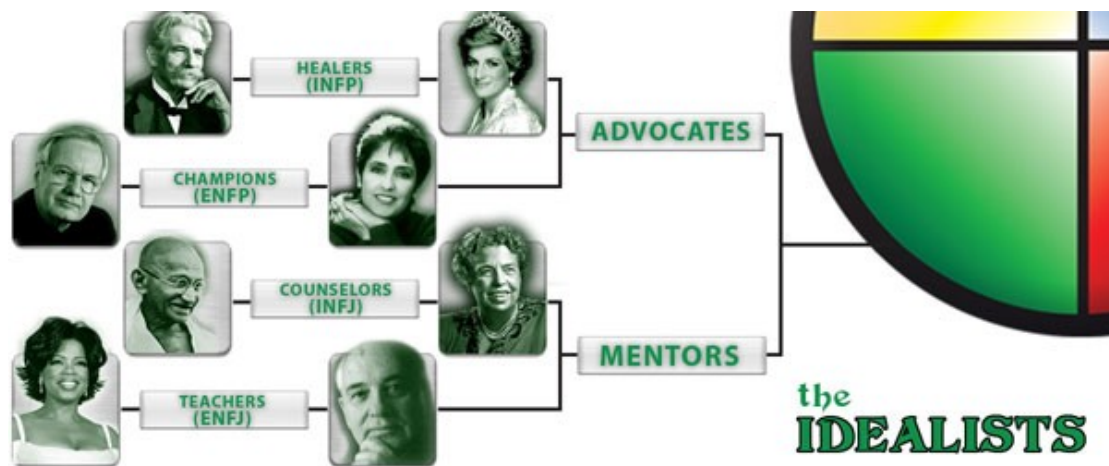 HEALERS
(INFP)
ADVOCATES
CHAMPIONS
(ENFP)
COUNSELORS
(INFJ)
MENTORS
TEACHERS
(ENFJ)
the
IDEALISTS